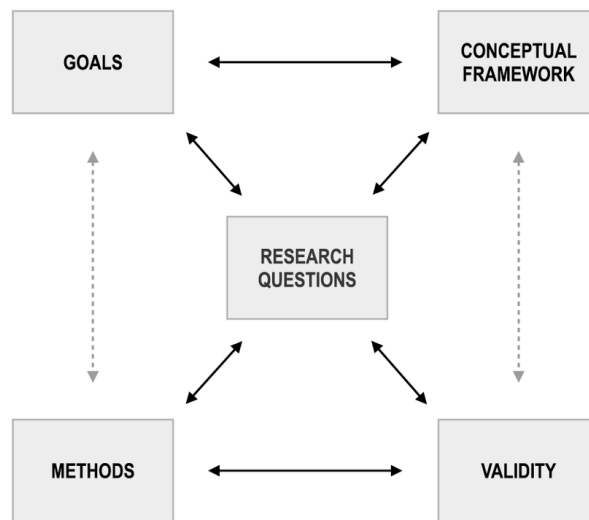 GOALS
CONCEPTUAL
FRAMEWORK
RESEARCH
QUESTIONS
METHODS
VALIDITY